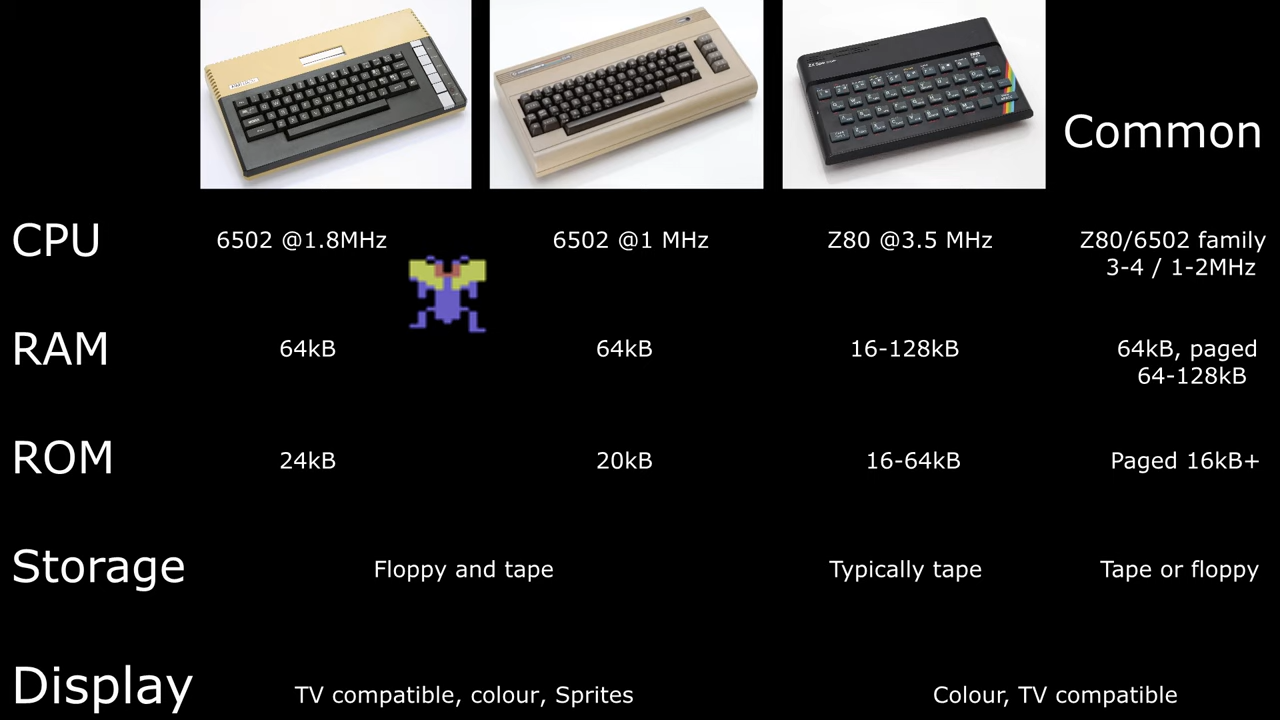 Common
CPU
6502 @1.8MHz
6502 @1 MHz
Z80 @3.5 MHz
Z80/6502 family
3-4 / 1-2MHz
RAM
64kB
64kB
16-128kB
64kB, paged
64-128kB
ROM
24kB
20kB
16-64kB
Paged 16kB+
Storage
Floppy and tape
Typically tape
Tape or floppy
Display
TV compatible, colour, Sprites
Colour, TV compatible